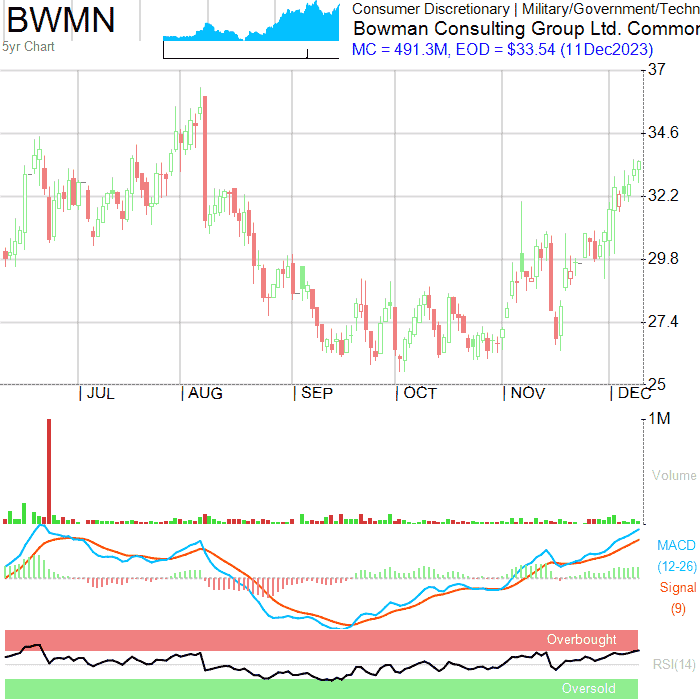 BWMN
5yr Chart
Consumer Discretionary | Military/Government/Techn
Bowman Consulting Group Ltd. Common
MC = 491.3M, EOD = $33.54 (11Dec2023)
37
34.6
32.2
29.8
27.4
25
JUL AUG SEP OCT NOV DEC
1M
Volume
MACD
(12-26)
Signal
(9)
Overbought
RSI(14)
Oversold